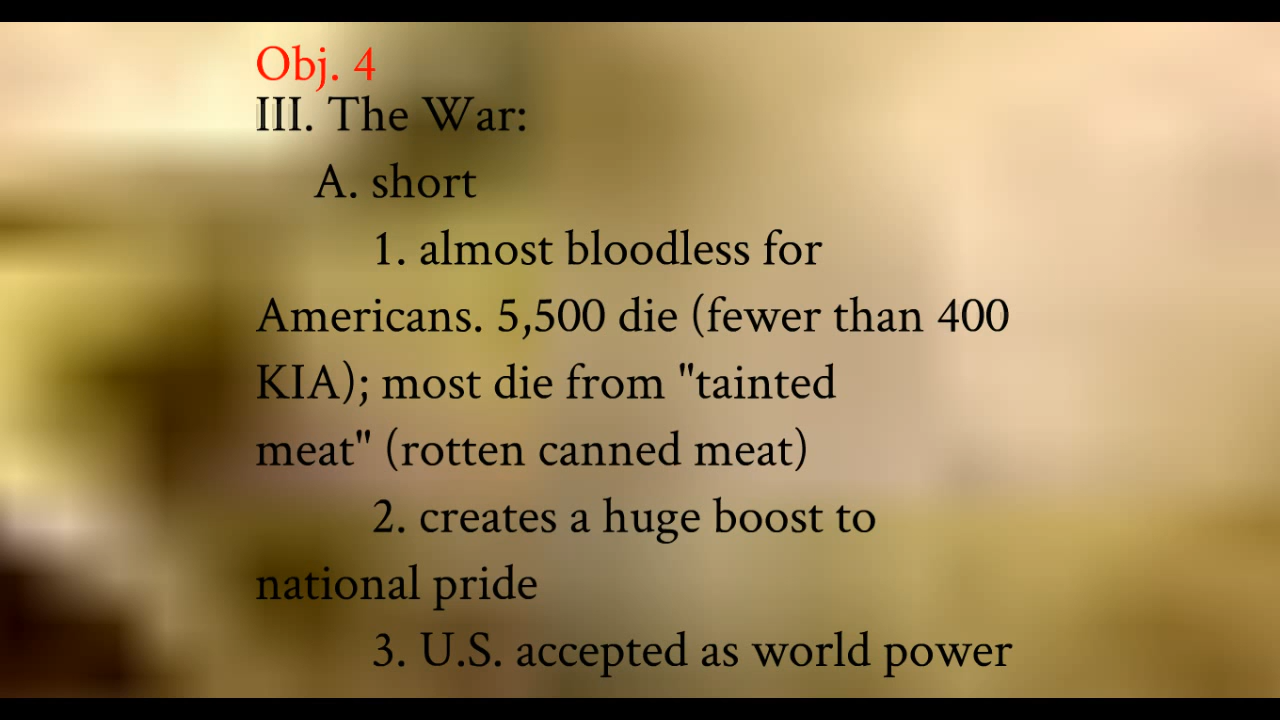 Obj. 4
III. The War:
A. short
1. almost bloodless for
Americans. 5,500 die (fewer than 400
KIA); most die from "tainted
meat" (rotten canned meat)
2. creates a huge boost to
national pride
3. U.S. accepted as world power